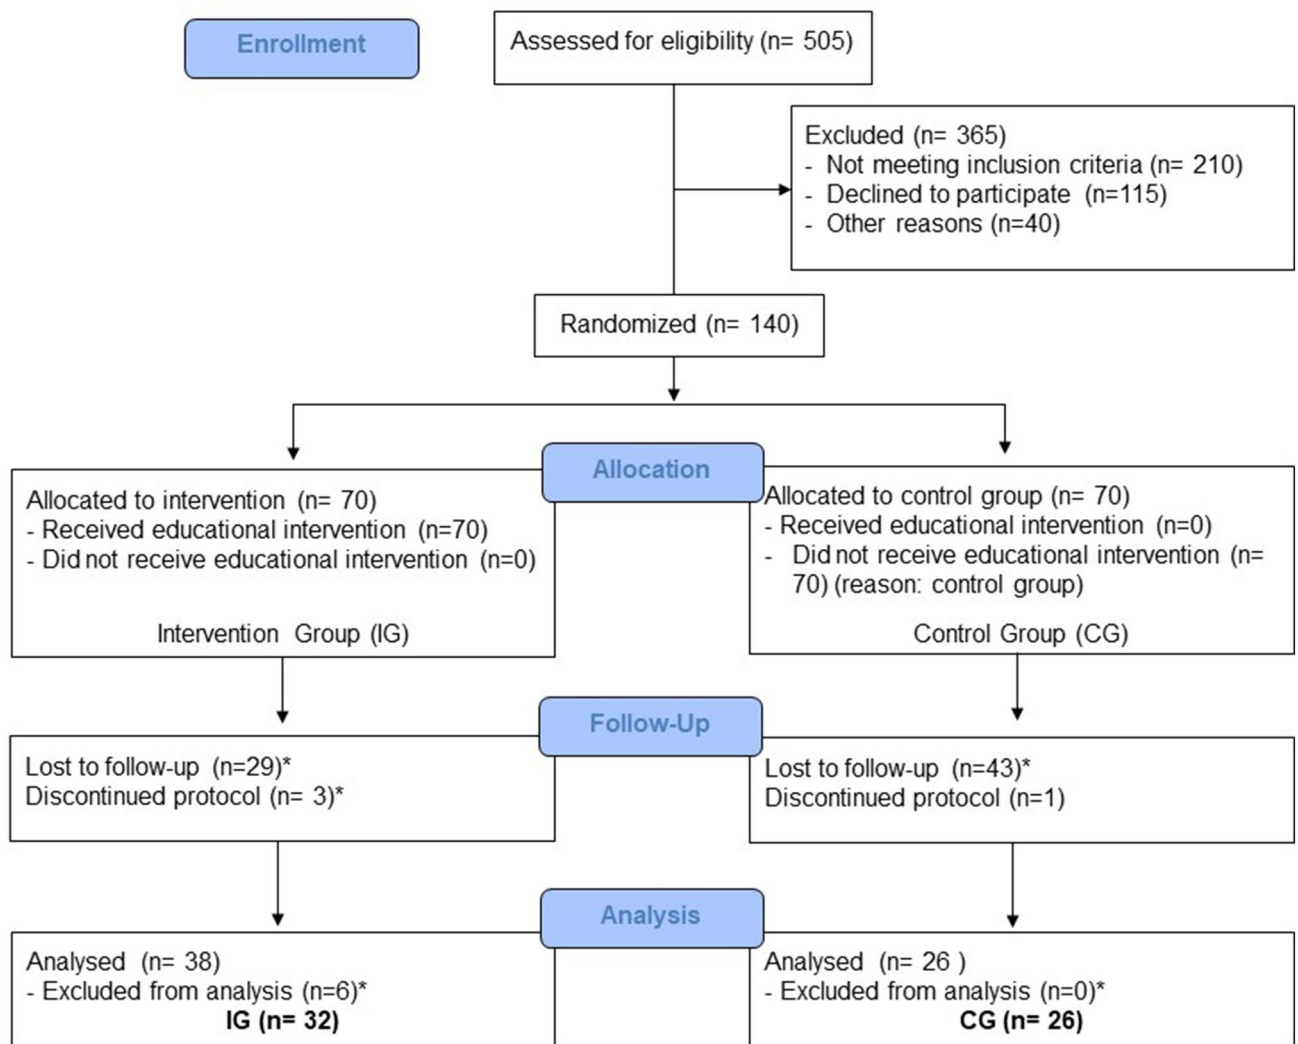 Enrollment
Assessed for eligibility (n= 505)
Excluded (n= 365)
- Not meeting inclusion criteria (n= 210)
- Declined to participate (n=115)
- Other reasons (n=40)
Randomized (n= 140)
Allocation
Allocated to intervention (n= 70)
- Received educational intervention (n=70)
- Did not receive educational intervention (n=0)
Intervention Group (IG)
Allocated to control group (n= 70)
- Received educational intervention (n=0)
- Did not receive educational intervention (n=
70) (reason: control group)
Control Group (CG)
Follow-Up
Lost to follow-up (n=29)*
Discontinued protocol (n= 3)*
Lost to follow-up (n=43)*
Discontinued protocol (n=1)
Analysis
Analysed (n= 38)
- Excluded from analysis (n=6)*
IG (n= 32)
Analysed (n= 26 )
- Excluded from analysis (n=0)*
CG (n= 26)